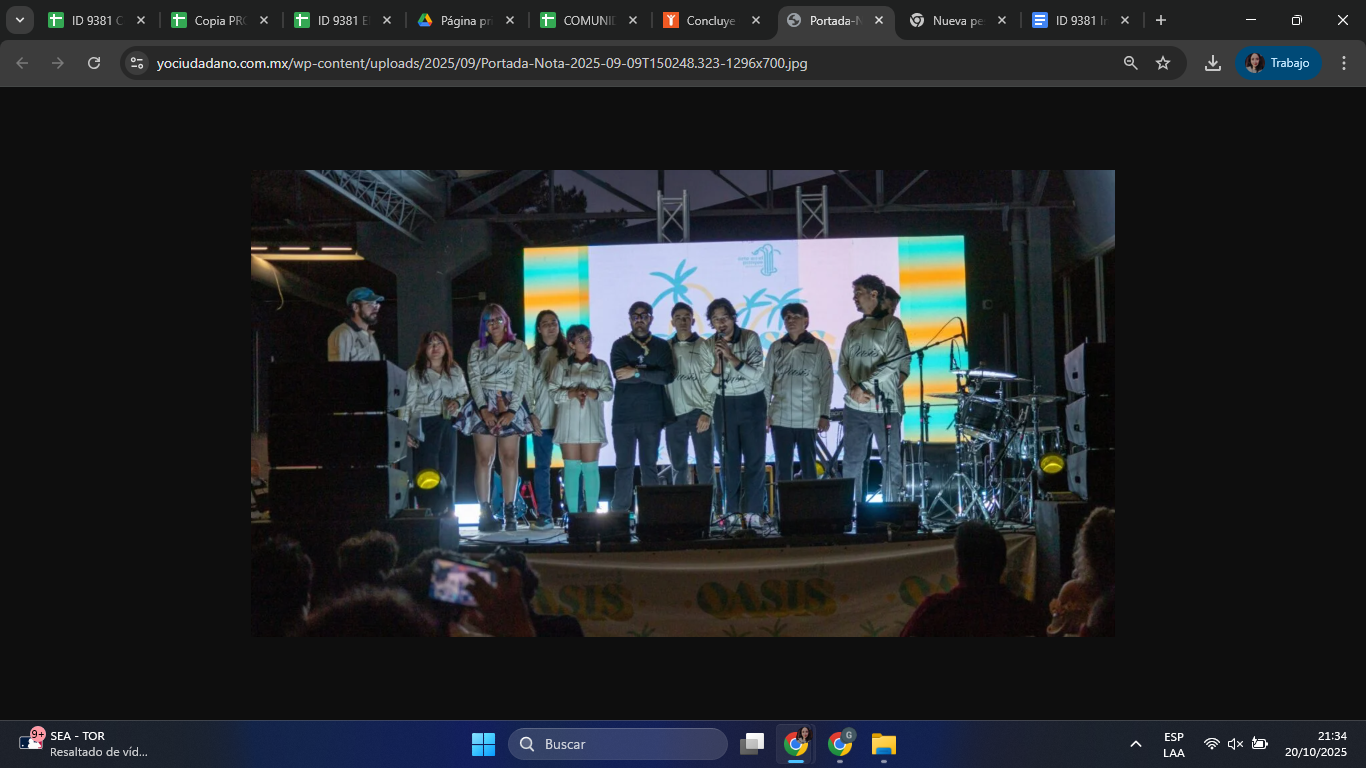 ID 9381 C
Copia PR
ID 9381 E
Página pri
COMUNI
Concluye
Portada-N
Nueva pe
ID 9381 I
yociudadano.com.mx/wp-content/uploads/2025/09/Portada-Nota-2025-09-09T150248.323-1296x700.jpg
Trabajo
OASIS
OASIS
9+
SEA - TOR
Resaltado de víd...
Buscar
G
ESP
LAA
21:34
20/10/2025